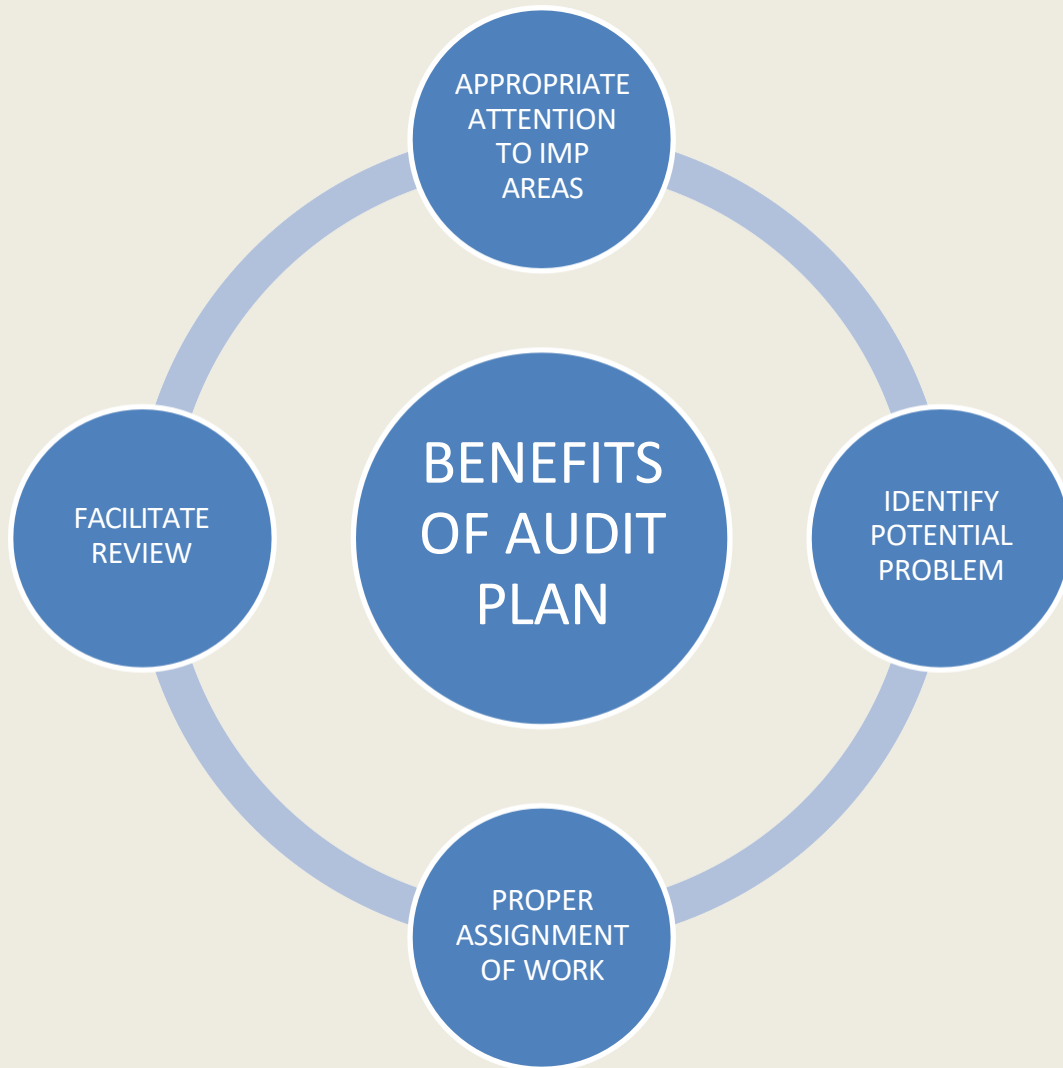 APPROPRIATE
ATTENTION
TO IMP
AREAS
BENEFITS
OF AUDIT
PLAN
FACILITATE
REVIEW
IDENTIFY
POTENTIAL
PROBLEM
PROPER
ASSIGNMENT
OF WORK